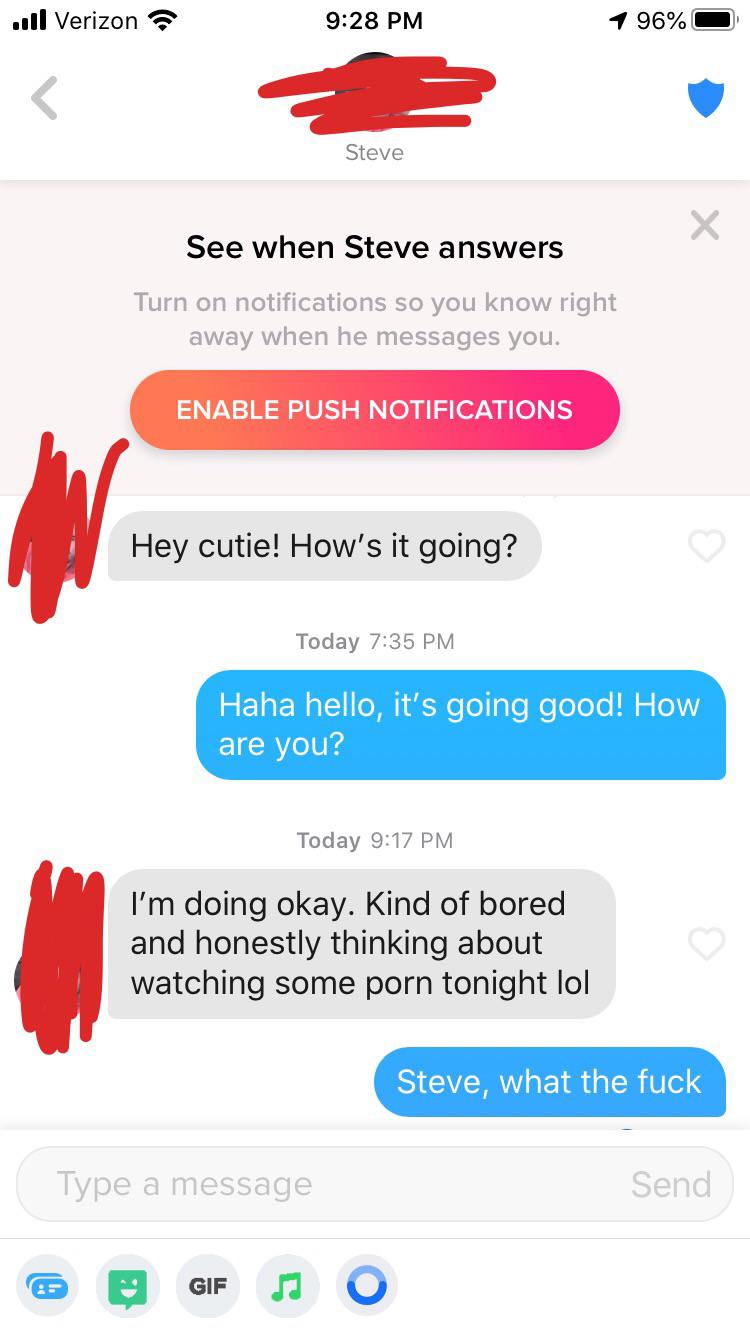 Verizon 9:28 PM 96%
Steve
See when Steve answers
Turn on notifications so you know right
away when he messages you.
ENABLE PUSH NOTIFICATIONS
Hey cutie! How's it going?
Today 7:35 PM
Haha hello, it's going good! How
are you?
Today 9:17 PM
I'm doing okay. Kind of bored
and honestly thinking about
watching some porn tonight lol
Steve, what the fuck
Type a message Send
GIF